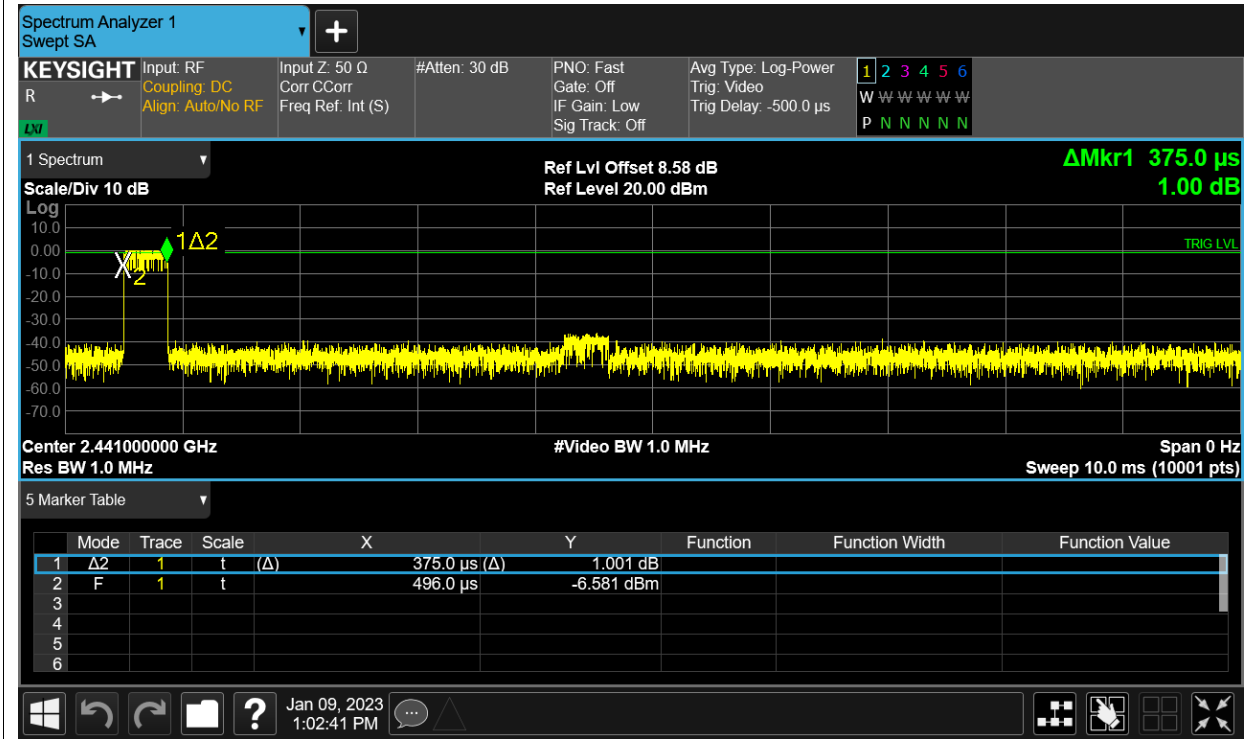 Spectrum Analyzer 1
Swept SA
KEYSIGHT
R
LXI
Input: RF
Coupling: DC
Align: Auto/No RF
Input Z: 50 Ω
Corr CCorr
Freq Ref: Int (S)
#Atten: 30 dB
PNO: Fast
Gate: Off
IF Gain: Low
Sig Track: Off
Avg Type: Log-Power
Trig: Video
Trig Delay: -500.0 µs
1 2 3 4 5 6
W W W W W W
P N N N N N
1 Spectrum
Scale/Div 10 dB
Ref Lvl Offset 8.58 dB
Ref Level 20.00 dBm
ΔMkr1 375.0 µs
1.00 dB
Log
10.0
0.00
-10.0
-20.0
-30.0
-40.0
-50.0
-60.0
-70.0
1Δ2
X
2
TRIG LVL
Center 2.441000000 GHz
#Video BW 1.0 MHz
Span 0 Hz
Res BW 1.0 MHz
Sweep 10.0 ms (10001 pts)
5 Marker Table
Mode Trace Scale X Y Function Function Width Function Value
1 Δ2 1 t (Δ) 375.0 µs (Δ) 1.001 dB
2 F 1 t 496.0 µs -6.581 dBm
3
4
5
6
?
Jan 09, 2023
1:02:41 PM